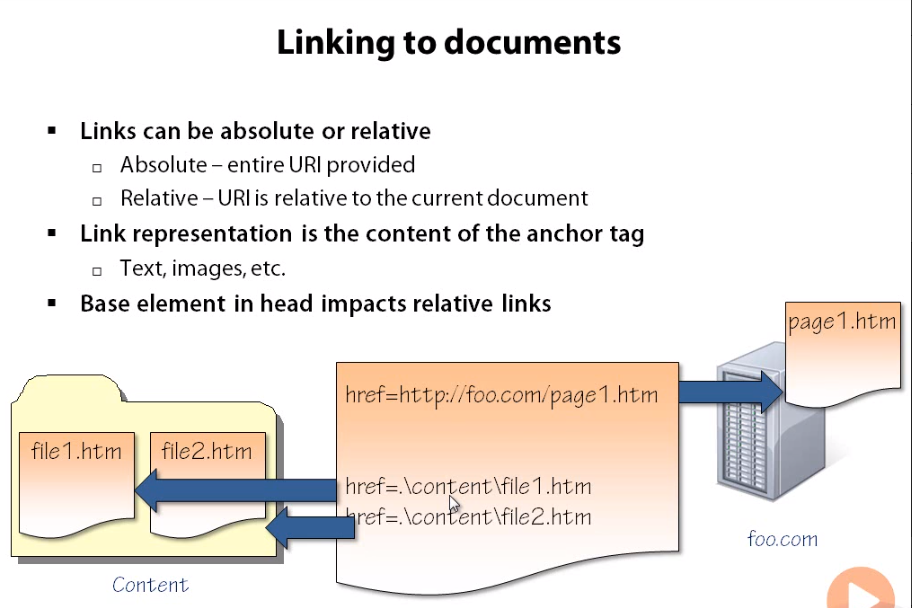 Linking to documents
Links can be absolute or relative
Absolute – entire URI provided
Relative – URI is relative to the current document
Link representation is the content of the anchor tag
Text, images, etc.
Base element in head impacts relative links
page1.htm
href=http://foo.com/page1.htm
file1.htm
file2.htm
href=.\content\file1.htm
href=.\content\file2.htm
foo.com
Content